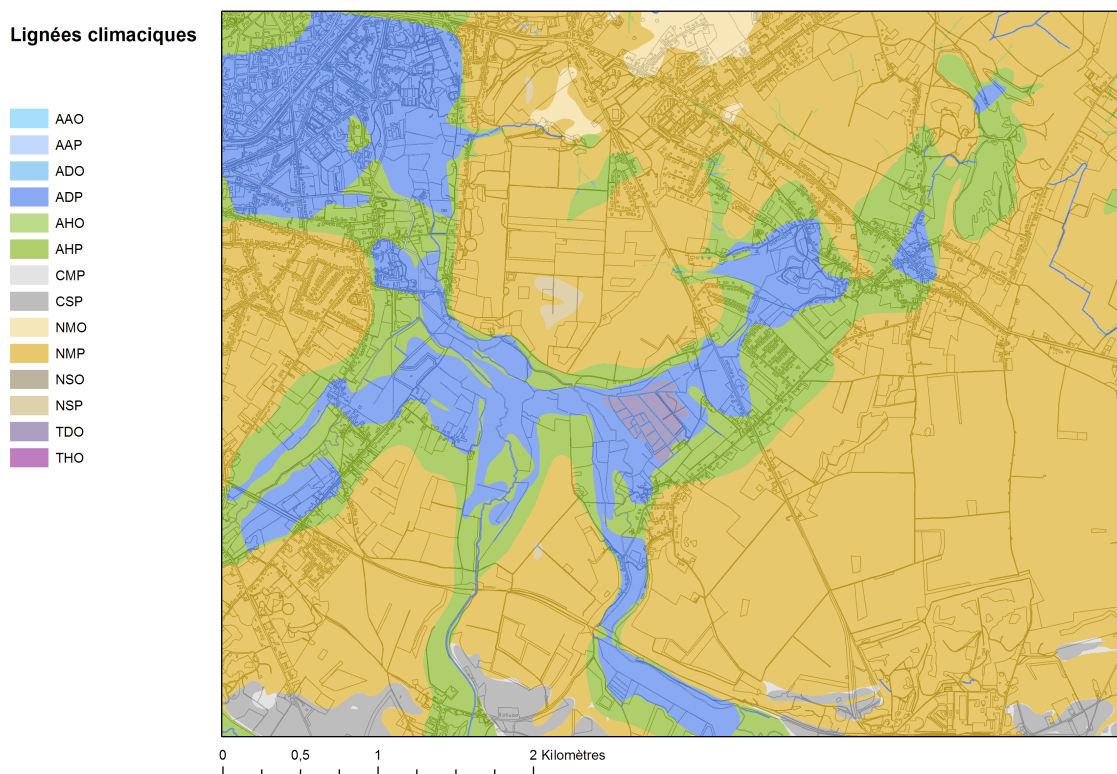 Lignées climaciques
AAO
AAP
ADO
ADP
AHO
AHP
CMP
CSP
NMO
NMP
NSO
NSP
TDO
THO
0 0,5 1 2 Kilomètres